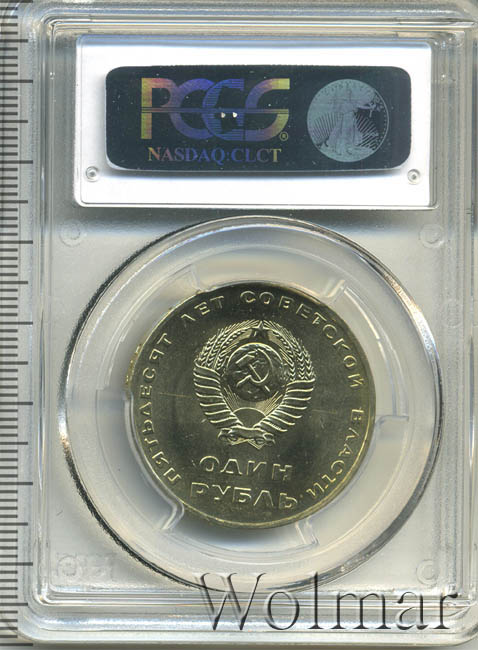 PCGS®
NASDAQ:CLCT
ПЯТЬДЕСЯТ ЛЕТ СОВЕТСКОЙ ВЛАСТИ
ОДИН
РУБЛЬ
Wolmar